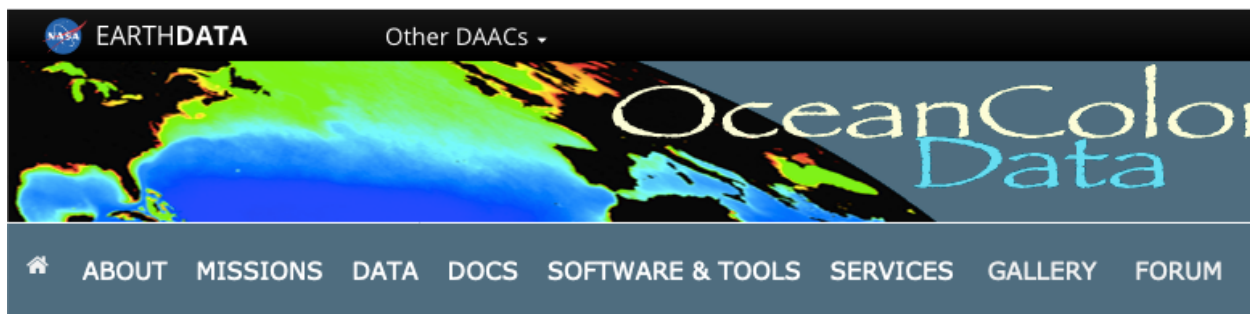 NASA EARTHDATA Other DAACs
OceanColor
Data
ABOUT MISSIONS DATA DOCS SOFTWARE & TOOLS SERVICES GALLERY FORUM